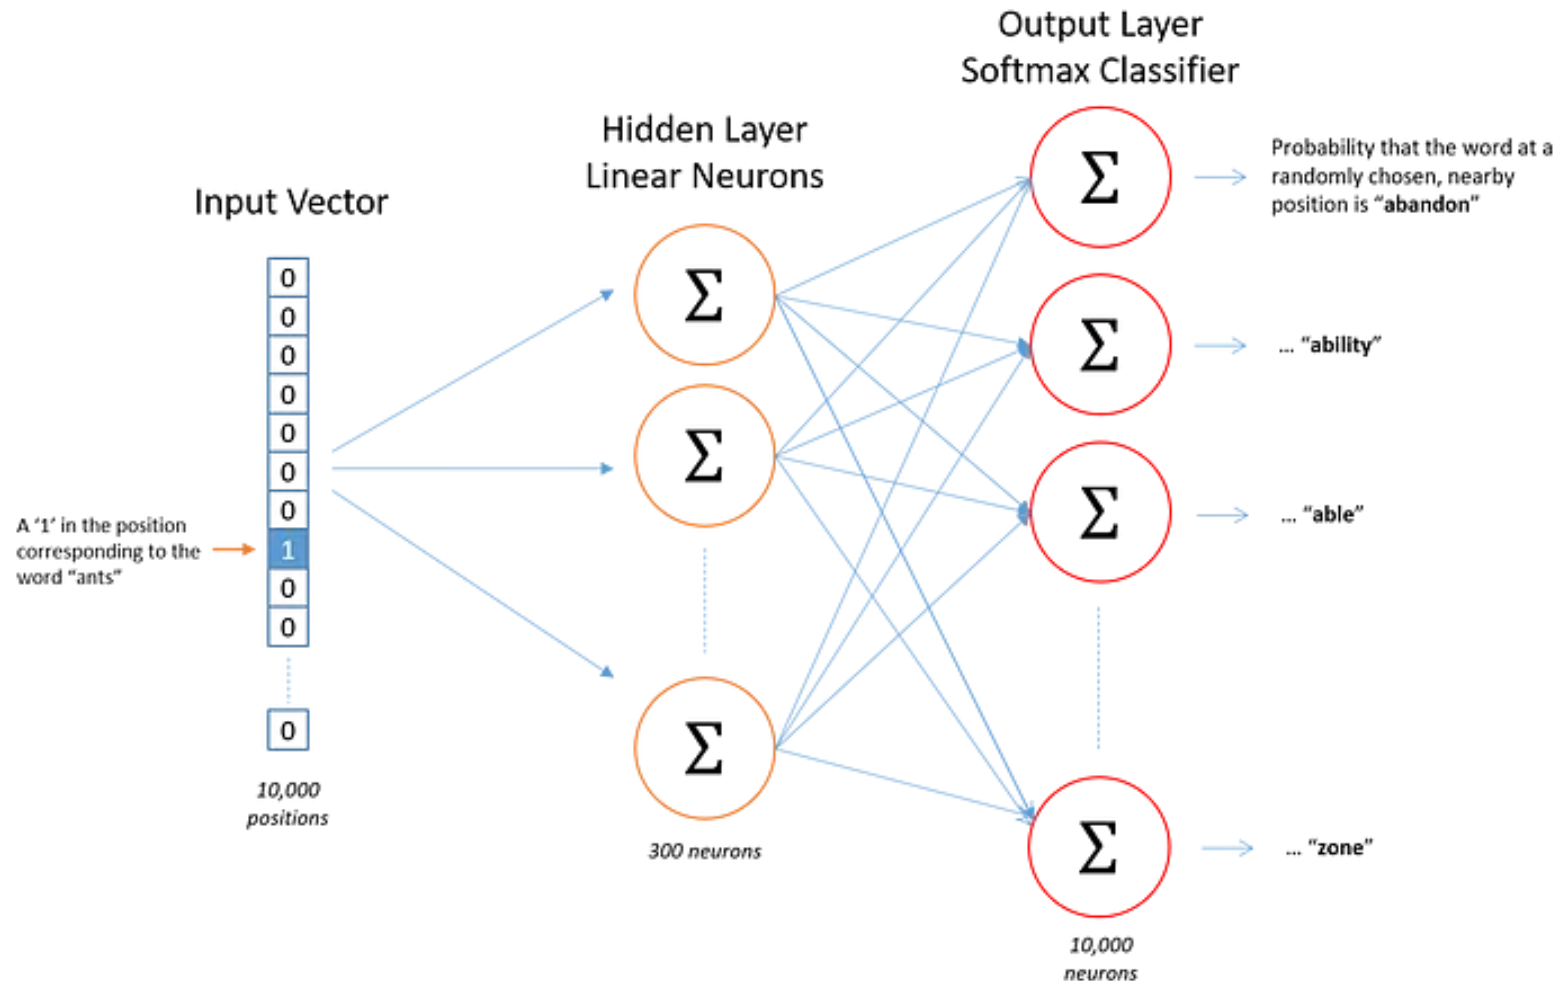 Output Layer
Softmax Classifier
Hidden Layer
Linear Neurons
Input Vector
0
0
0
0
0
0
0
1
0
0
0
A ‘1’ in the position
corresponding to the
word “ants”
10,000
positions
Σ
Σ
Σ
300 neurons
Σ
Σ
Σ
Σ
10,000
neurons
Probability that the word at a
randomly chosen, nearby
position is “abandon”
... “ability”
... “able”
... “zone”